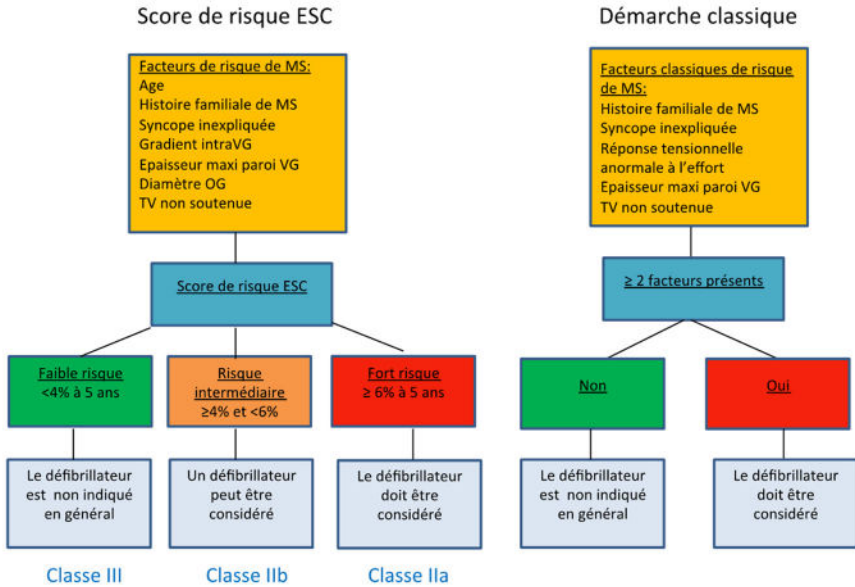 Score de risque ESC
Facteurs de risque de MS:
Age
Histoire familiale de MS
Syncope inexpliquée
Gradient intraVG
Epaisseur maxi paroi VG
Diamètre OG
TV non soutenue
Score de risque ESC
Faible risque
<4% à 5 ans
Risque
intermédiaire
≥4% et <6%
Fort risque
≥ 6% à 5 ans
Le défibrillateur
est non indiqué
en général
Un défibrillateur
peut être
considéré
Le défibrillateur
doit être
considéré
Classe III
Classe IIb
Classe IIa
Démarche classique
Facteurs classiques de risque
de MS:
Histoire familiale de MS
Syncope inexpliquée
Réponse tensionnelle
anormale à l'effort
Epaisseur maxi paroi VG
TV non soutenue
≥ 2 facteurs présents
Non
Oui
Le défibrillateur
est non indiqué
en général
Le défibrillateur
doit être
considéré